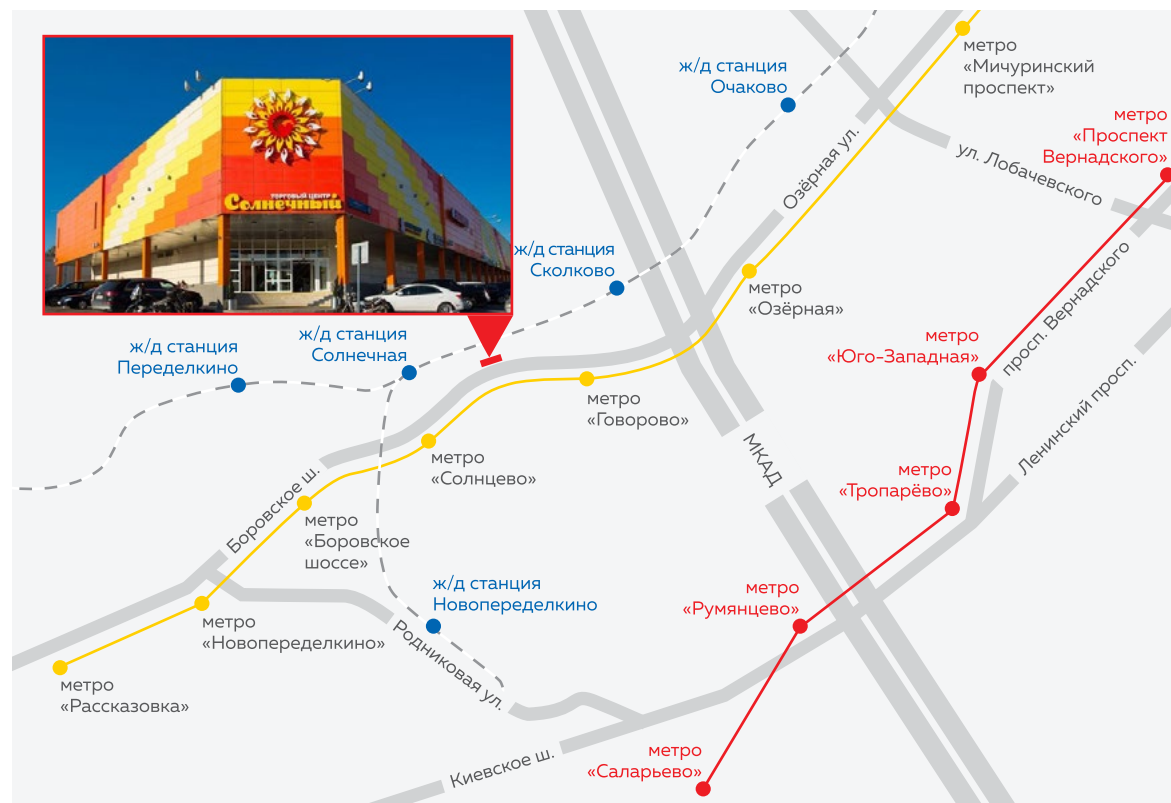 ж/д станция
Очаково
метро
«Мичуринский
проспект»
метро
«Проспект
Вернадского»
ул. Лобачевского
Озёрная ул.
ТОРГОВЫЙ ЦЕНТР
Солнечный
ж/д станция
Сколково
метро
«Озёрная»
просп. Вернадского
ж/д станция
Солнечная
ж/д станция
Переделкино
метро
«Юго-Западная»
метро
«Говорово»
Ленинский просп.
МКАД
метро
«Солнцево»
метро
«Тропарёво»
Боровское ш.
метро
«Боровское
шоссе»
ж/д станция
Новопеределкино
метро
«Румянцево»
метро
«Новопеределкино»
Родниковая ул.
метро
«Рассказовка»
Киевское ш.
метро
«Саларьево»